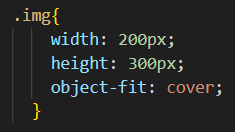 .img{
width: 200px;
height: 300px;
object-fit: cover;
}